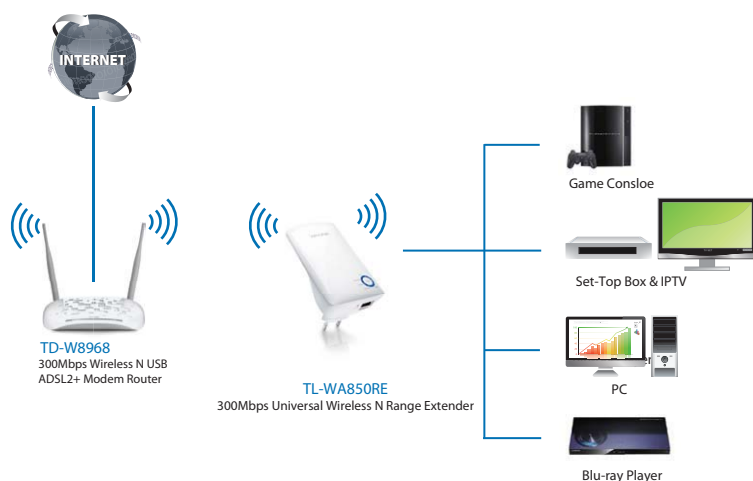 INTERNET
TD-W8968
300Mbps Wireless N USB
ADSL2+ Modem Router
TL-WA850RE
300Mbps Universal Wireless N Range Extender
Game Consloe
Set-Top Box & IPTV
PC
Blu-ray Player